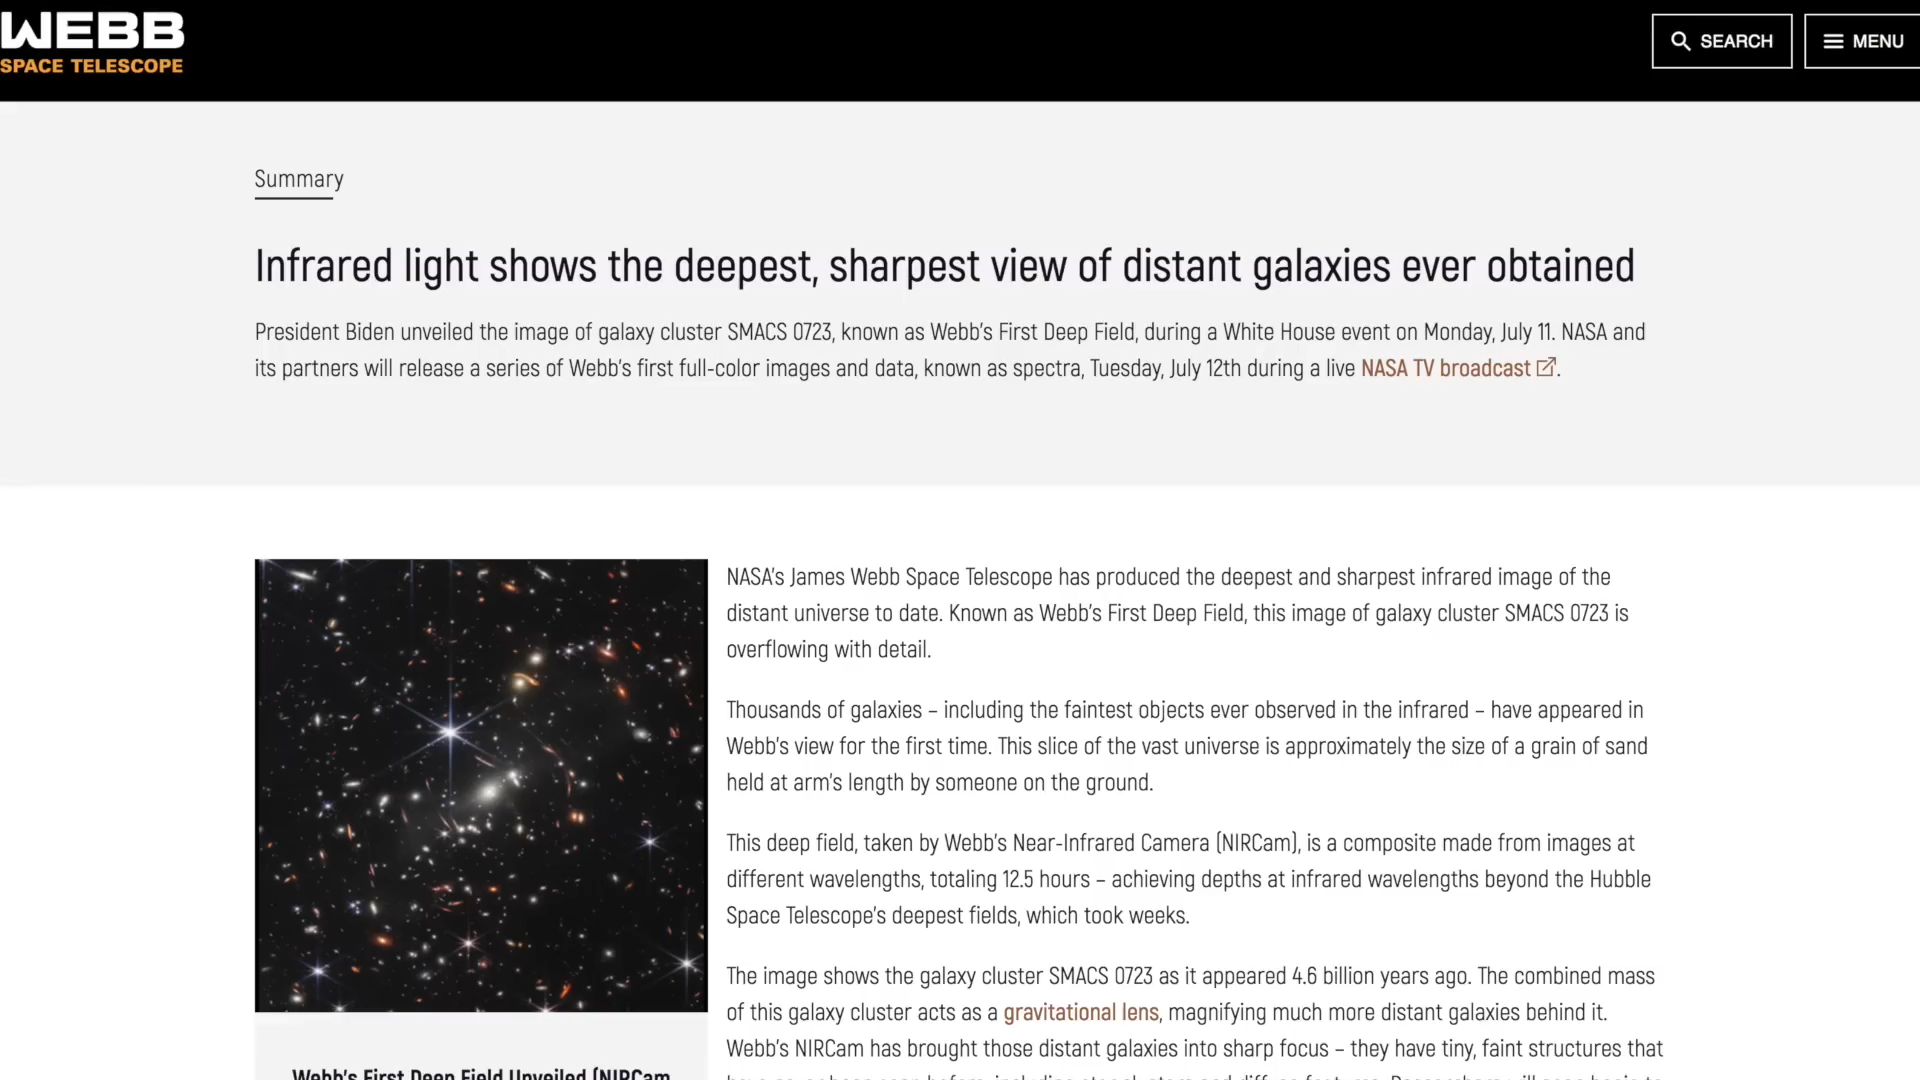 WEBB
SPACE TELESCOPE
SEARCH
MENU
Summary
Infrared light shows the deepest, sharpest view of distant galaxies ever obtained
President Biden unveiled the image of galaxy cluster SMACS 0723, known as Webb's First Deep Field, during a White House event on Monday, July 11. NASA and
its partners will release a series of Webb's first full-color images and data, known as spectra, Tuesday, July 12th during a live NASA TV broadcast.
NASA's James Webb Space Telescope has produced the deepest and sharpest infrared image of the
distant universe to date. Known as Webb's First Deep Field, this image of galaxy cluster SMACS 0723 is
overflowing with detail.
Thousands of galaxies – including the faintest objects ever observed in the infrared – have appeared in
Webb's view for the first time. This slice of the vast universe is approximately the size of a grain of sand
held at arm's length by someone on the ground.
This deep field, taken by Webb's Near-Infrared Camera (NIRCam), is a composite made from images at
different wavelengths, totaling 12.5 hours – achieving depths at infrared wavelengths beyond the Hubble
Space Telescope's deepest fields, which took weeks.
The image shows the galaxy cluster SMACS 0723 as it appeared 4.6 billion years ago. The combined mass
of this galaxy cluster acts as a gravitational lens, magnifying much more distant galaxies behind it.
Webb's NIRCam has brought those distant galaxies into sharp focus – they have tiny, faint structures that
Webb's First Deep Field Unveiled (NIRCam